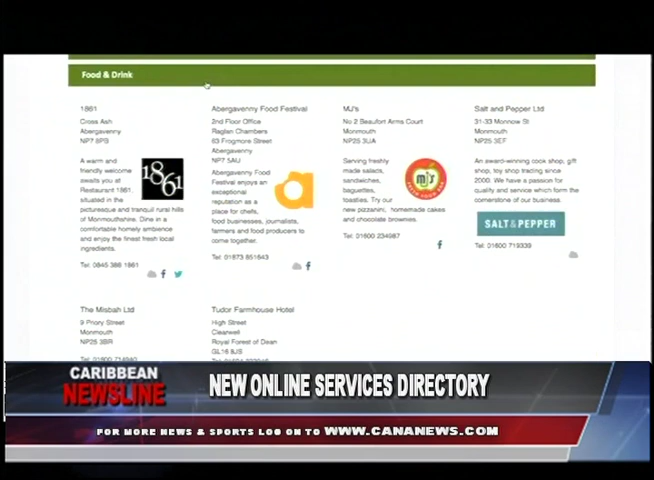 Food & Drink
1861
Cross Ash
Abergavenny
NP7 8PB
A warm and
friendly welcome
awaits you at
Restaurant 1861,
situated in the
picturesque and tranquil rural hills
of Monmouthshire. Dine in a
comfortable homely ambience
and enjoy the finest fresh local
ingredients.
1861
Tel: 0845 388 1861
Abergavenny Food Festival
2nd Floor Office
Raglan Chambers
63 Frogmore Street
Abergavenny
NP7 5AU
Abergavenny Food
Festival enjoys an
exceptional
reputation as a
place for chefs,
food businesses, journalists,
farmers and food producers to
come together.
a
Tel: 01873 851643
MJ's
No 2 Beaufort Arms Court
Monmouth
NP25 3UA
Serving freshly
made salads,
sandwiches,
baguettes,
toasties. Try our
new pizzanini, homemade cakes
and chocolate brownies.
mj's
FRESH FOOD BAR
Tel: 01600 234987
Salt and Pepper Ltd
31-33 Monnow St
Monmouth
NP25 3EF
An award-winning cook shop, gift
shop, toy shop trading since
2000. We have a passion for
quality and service which form the
cornerstone of our business.
SALT&PEPPER
Tel: 01600 719339
The Misbah Ltd
9 Priory Street
Monmouth
NP25 3BR
Tel: 01600 714940
Tudor Farmhouse Hotel
High Street
Clearwell
Royal Forest of Dean
GL16 8JS
CARIBBEAN
NEWSLINE
NEW ONLINE SERVICES DIRECTORY
FOR MORE NEWS & SPORTS LOG ON TO WWW.CANANEWS.COM